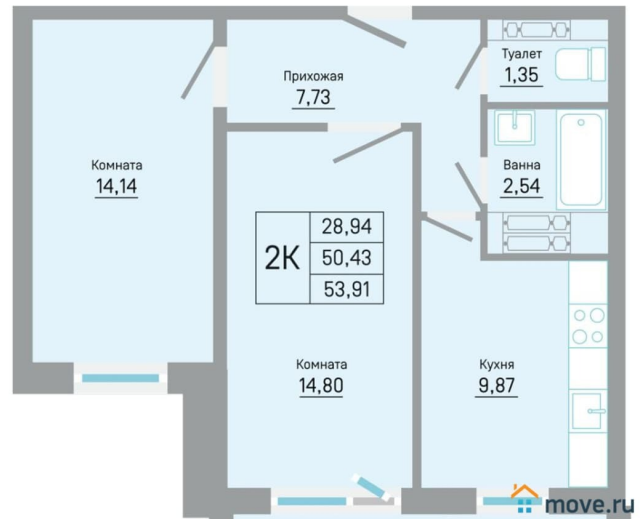 Туалет
1,35
Прихожая
7,73
Комната
14,14
Ванна
2,54
2К
28,94
50,43
53,91
Комната
14,80
Кухня
9,87
move.ru